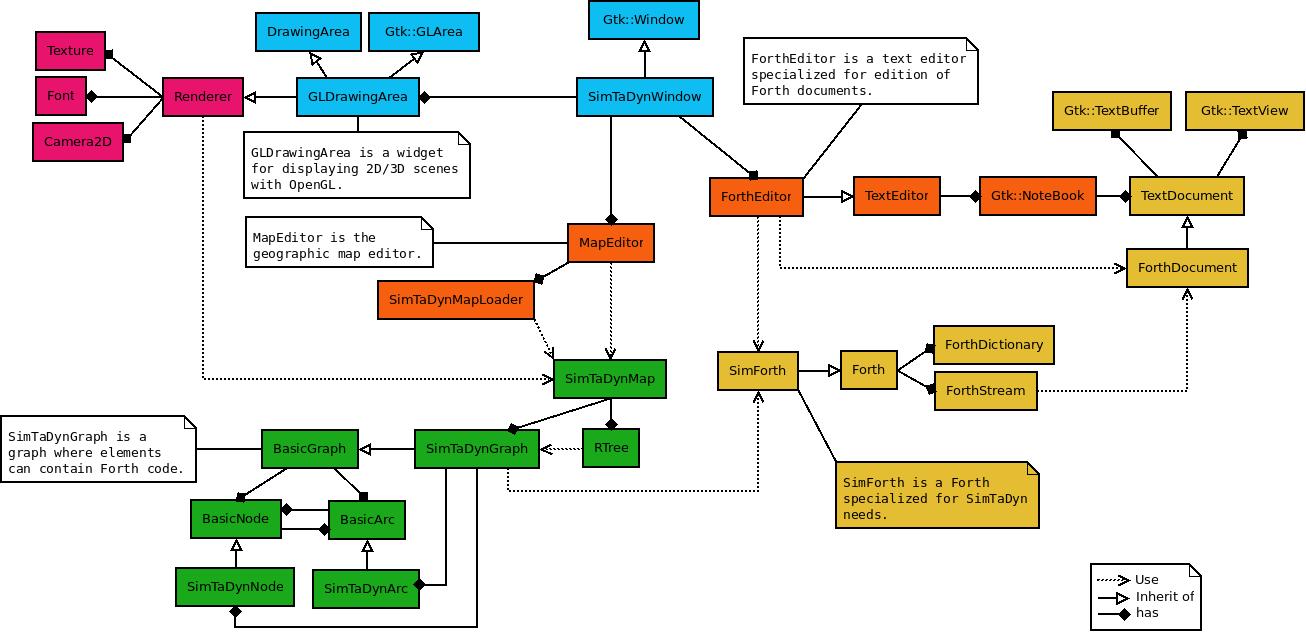 Gtk::Window
DrawingArea
Gtk::GLArea
Texture
ForthEditor is a text editor
specialized for edition of
Forth documents.
Font
Renderer
GLDrawingArea
SimTaDynWindow
Gtk::TextBuffer
Gtk::TextView
Camera2D
GLDrawingArea is a widget
for displaying 2D/3D scenes
with OpenGL.
ForthEditor
TextEditor
Gtk::NoteBook
TextDocument
MapEditor is the
geographic map editor.
MapEditor
ForthDocument
SimTaDynMapLoader
ForthDictionary
SimTaDynMap
SimForth
Forth
ForthStream
SimTaDynGraph is a
graph where elements
can contain Forth code.
BasicGraph
SimTaDynGraph
RTree
SimForth is a Forth
specialized for SimTaDyn
needs.
BasicNode
BasicArc
SimTaDynNode
SimTaDynArc
Use
Inherit of
has